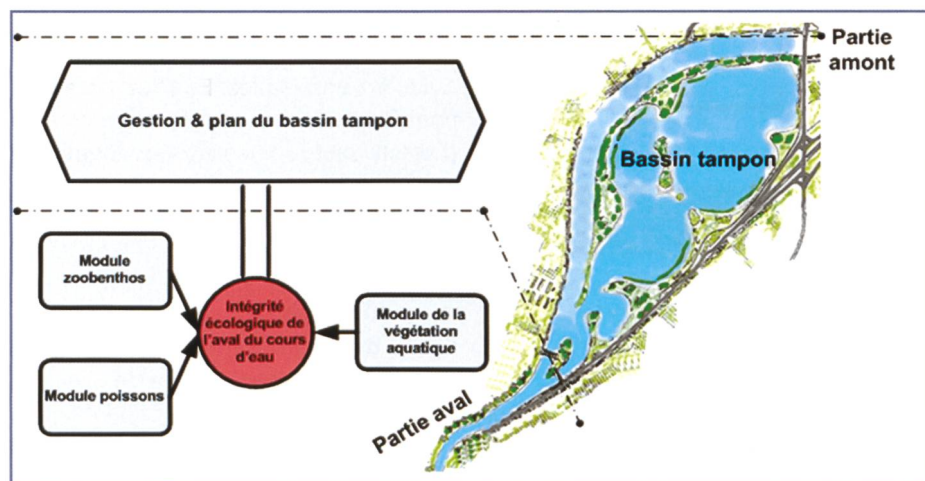 Partie
amont
Gestion & plan du bassin tampon
Bassin tampon
Module
zoobenthos
Intégrité
écologique de
l'aval du cours
d'eau
Module de la
végétation
aquatique
Module poissons
Partie aval